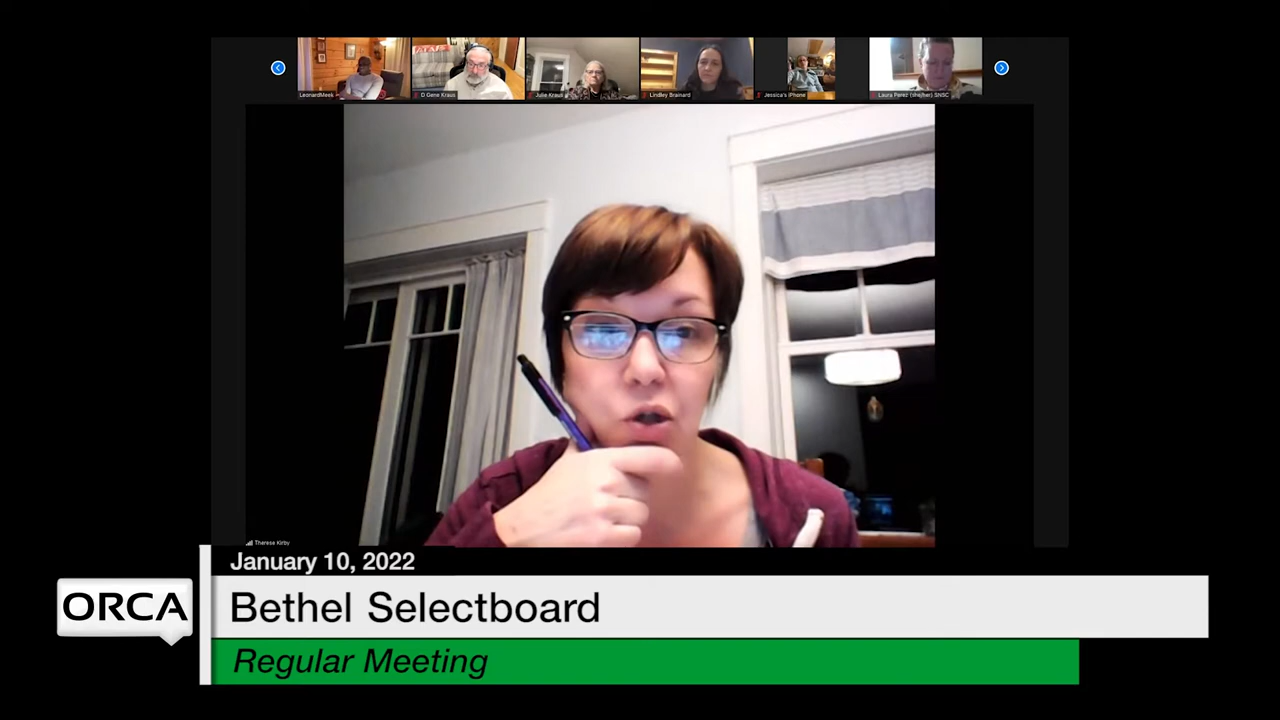 LeonardMeek
D Gene Kraus
Julie Kraus
Lindley Brainard
Jessica's iPhone
Laura Perez (she/her) SNSC
Therese Kirby
January 10, 2022
ORCA
Bethel Selectboard
Regular Meeting